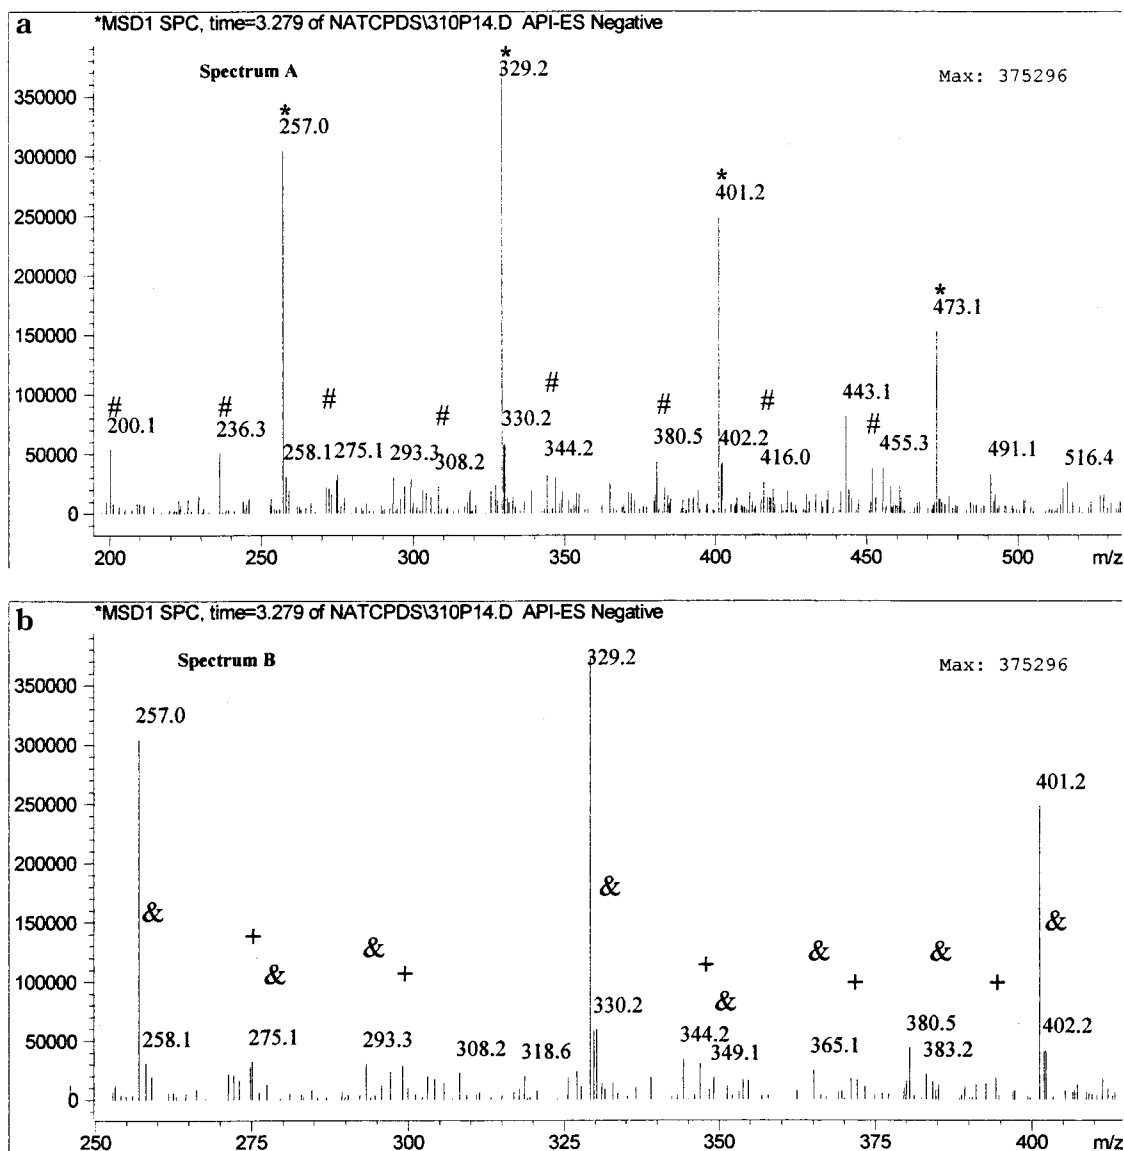 a
*MSD1 SPC, time=3.279 of NATCPDS\310P14.D API-ES Negative
Spectrum A
Max: 375296
350000
300000
250000
200000
150000
100000
50000
0
*
329.2
*
257.0
*
401.2
*
473.1
# # # # # # # #
200.1 236.3 258.1 275.1 293.3 308.2 330.2 344.2 380.5 402.2 416.0 443.1 455.3 491.1 516.4
200 250 300 350 400 450 500 m/z
b
*MSD1 SPC, time=3.279 of NATCPDS\310P14.D API-ES Negative
Spectrum B
Max: 375296
350000
300000
250000
200000
150000
100000
50000
0
329.2
257.0
401.2
& + & & + & + & & + & + &
258.1 275.1 293.3 308.2 318.6 330.2 344.2 349.1 365.1 380.5 383.2 402.2
250 275 300 325 350 375 400 m/z